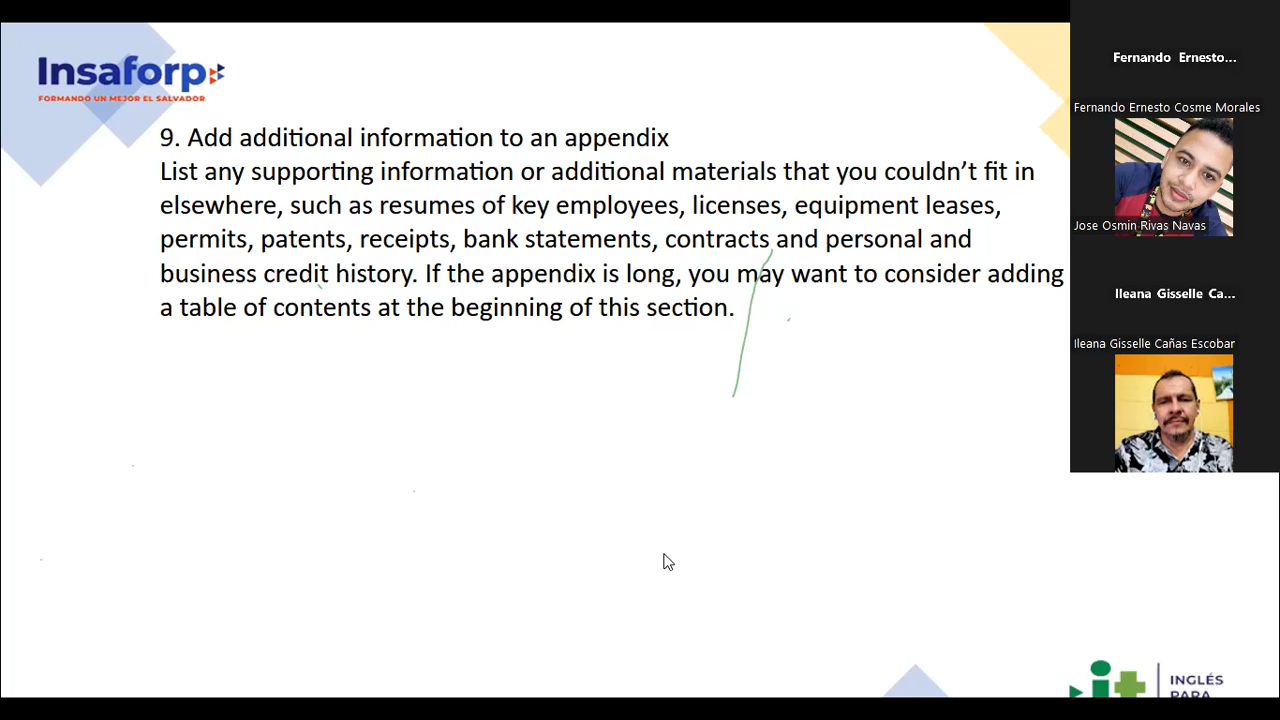 Insaforp
FORMANDO UN MEJOR EL SALVADOR
9. Add additional information to an appendix
List any supporting information or additional materials that you couldn’t fit in
elsewhere, such as resumes of key employees, licenses, equipment leases,
permits, patents, receipts, bank statements, contracts and personal and
business credit history. If the appendix is long, you may want to consider adding
a table of contents at the beginning of this section.
Fernando Ernesto...
Fernando Ernesto Cosme Morales
Jose Osmin Rivas Navas
Ileana Gisselle Ca...
Ileana Gisselle Cañas Escobar
it
INGLÉS
PARA